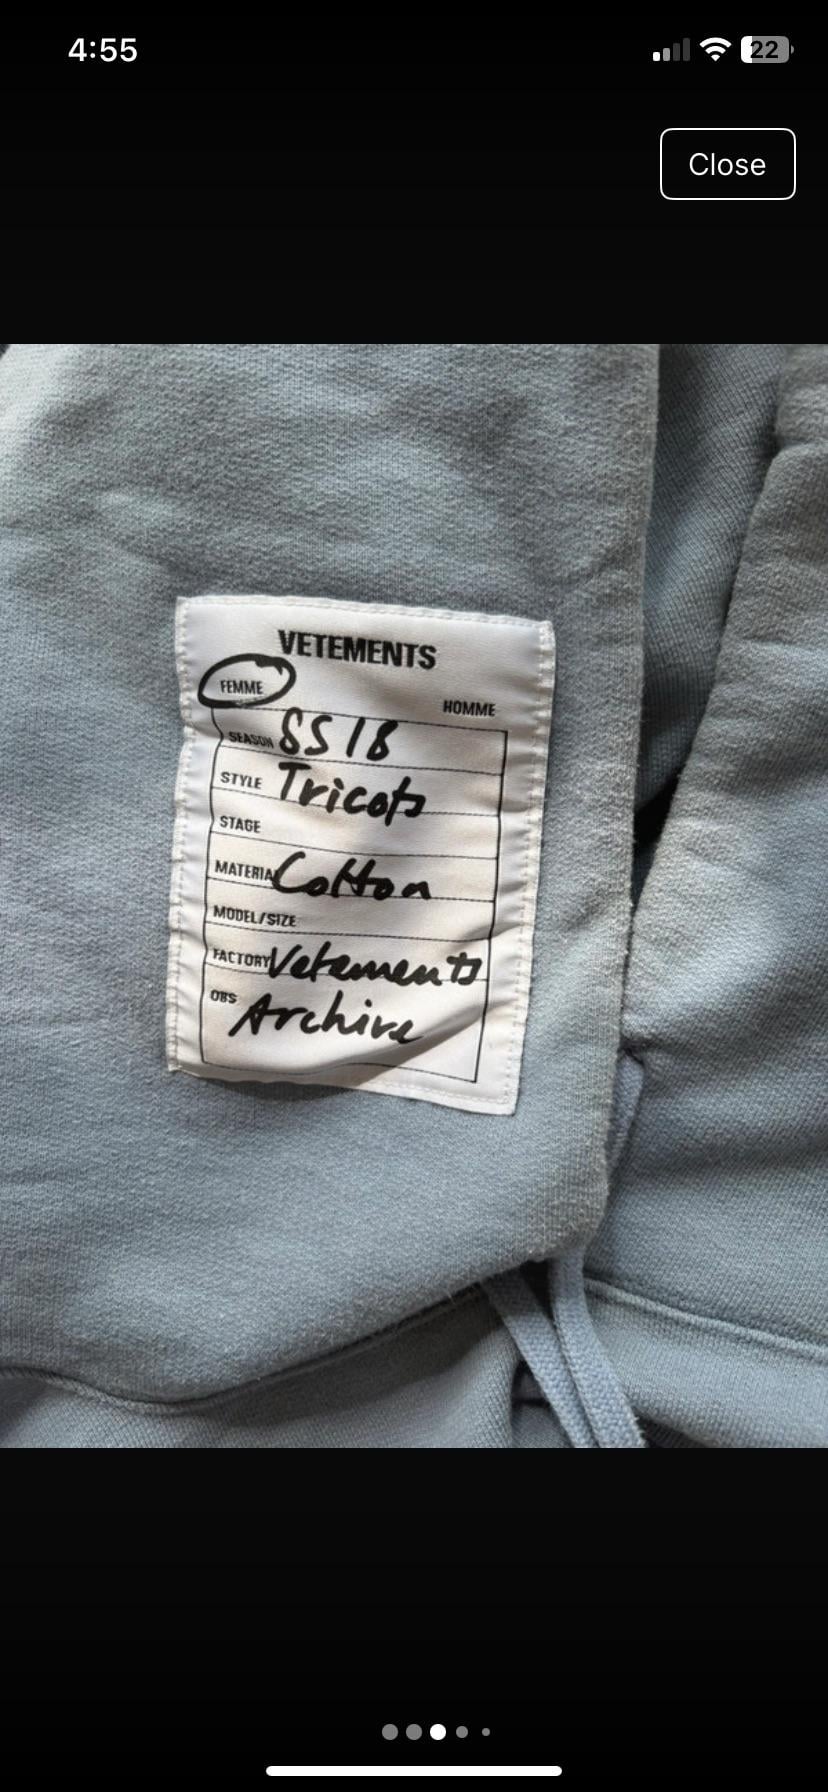 4:55
22
Close
VETEMENTS
FEMME
HOMME
SEASON SS18
STYLE Tricots
STAGE
MATERIAL Cotton
MODEL/SIZE
FACTORY Vetements
OBS Archive